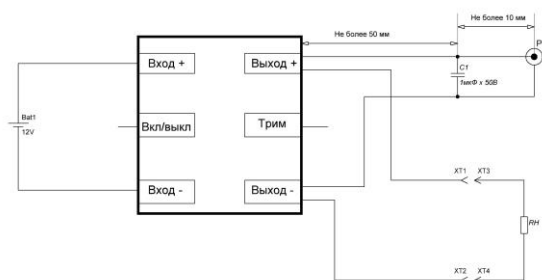 Не более 10 мм
Не более 50 мм
P
Вход +
Выход +
C1
1мкФ x 50В
Bat1
12V
Вкл/выкл
Трим
XT1
XT3
Вход -
Выход -
RH
XT2
XT4